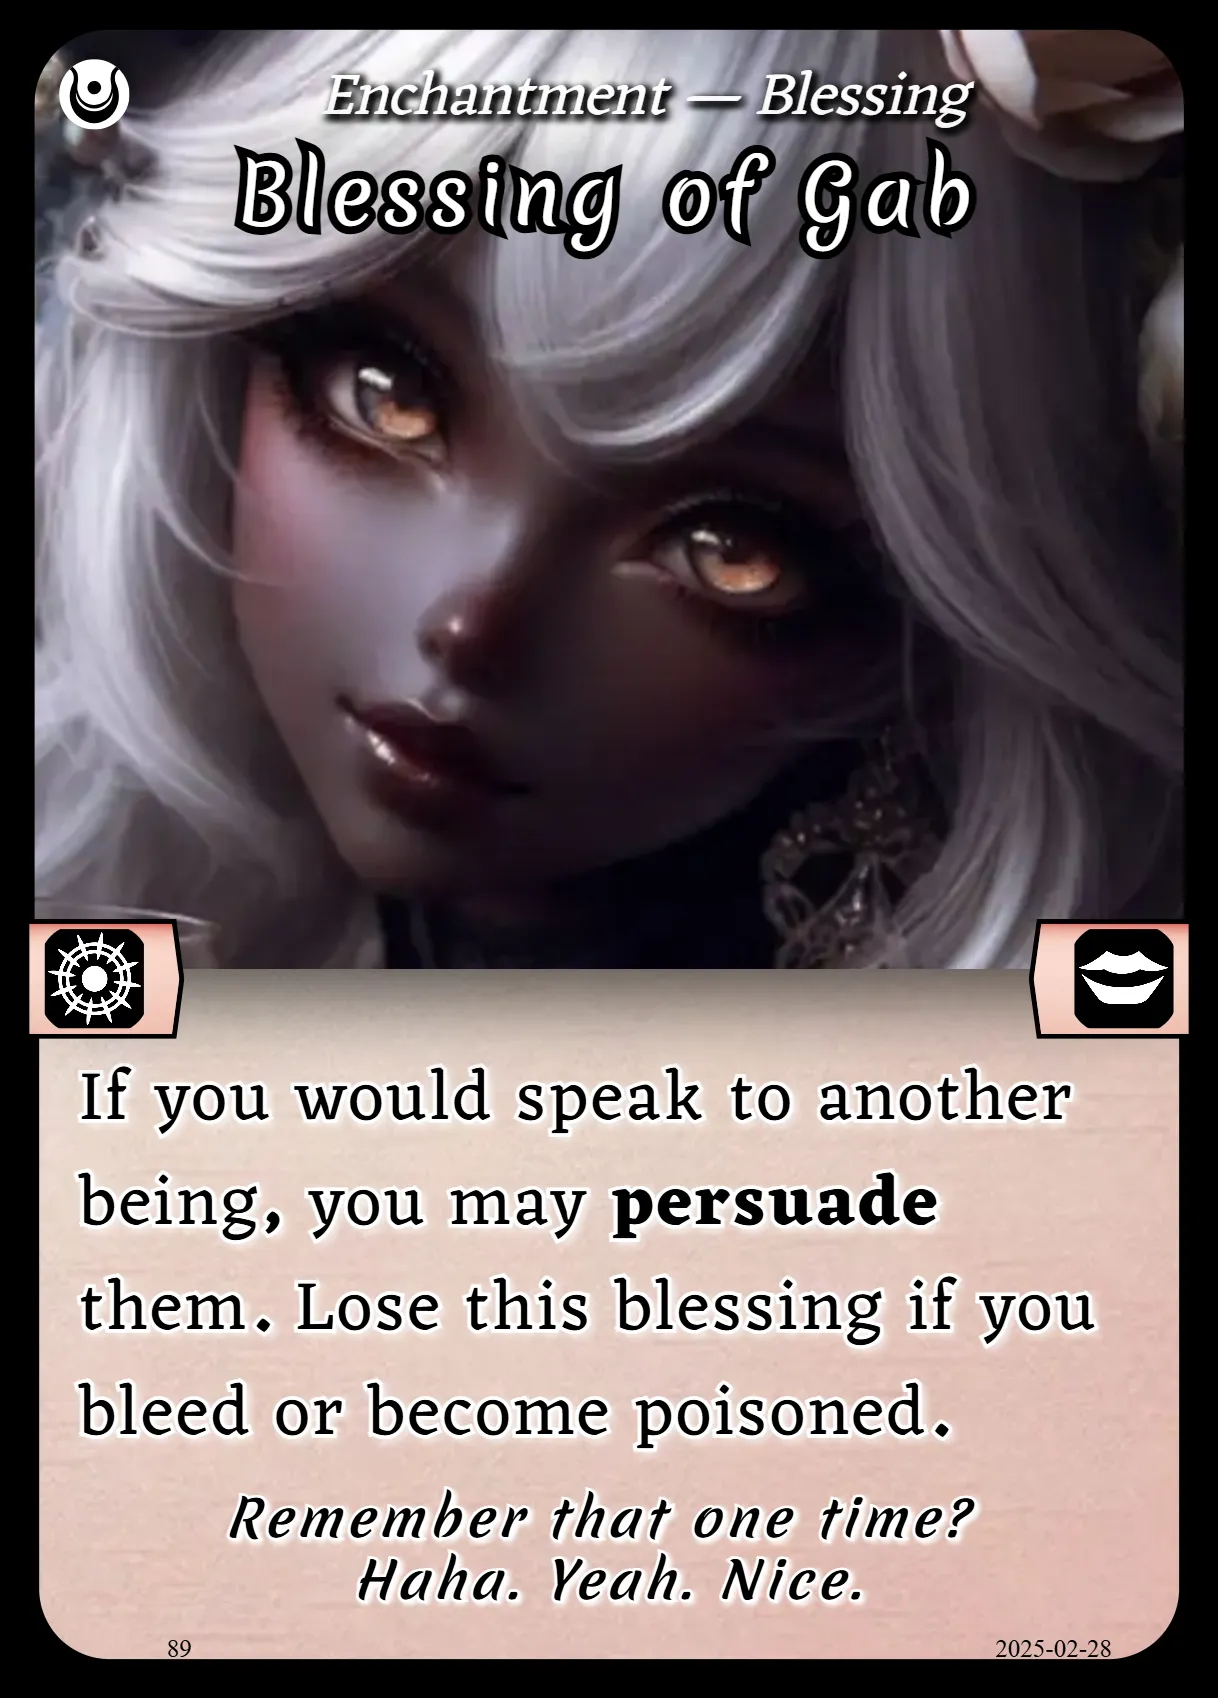 Enchantment — Blessing
Blessing of Gab
If you would speak to another
being, you may persuade
them. Lose this blessing if you
bleed or become poisoned.
Remember that one time?
Haha. Yeah. Nice.
89
2025-02-28